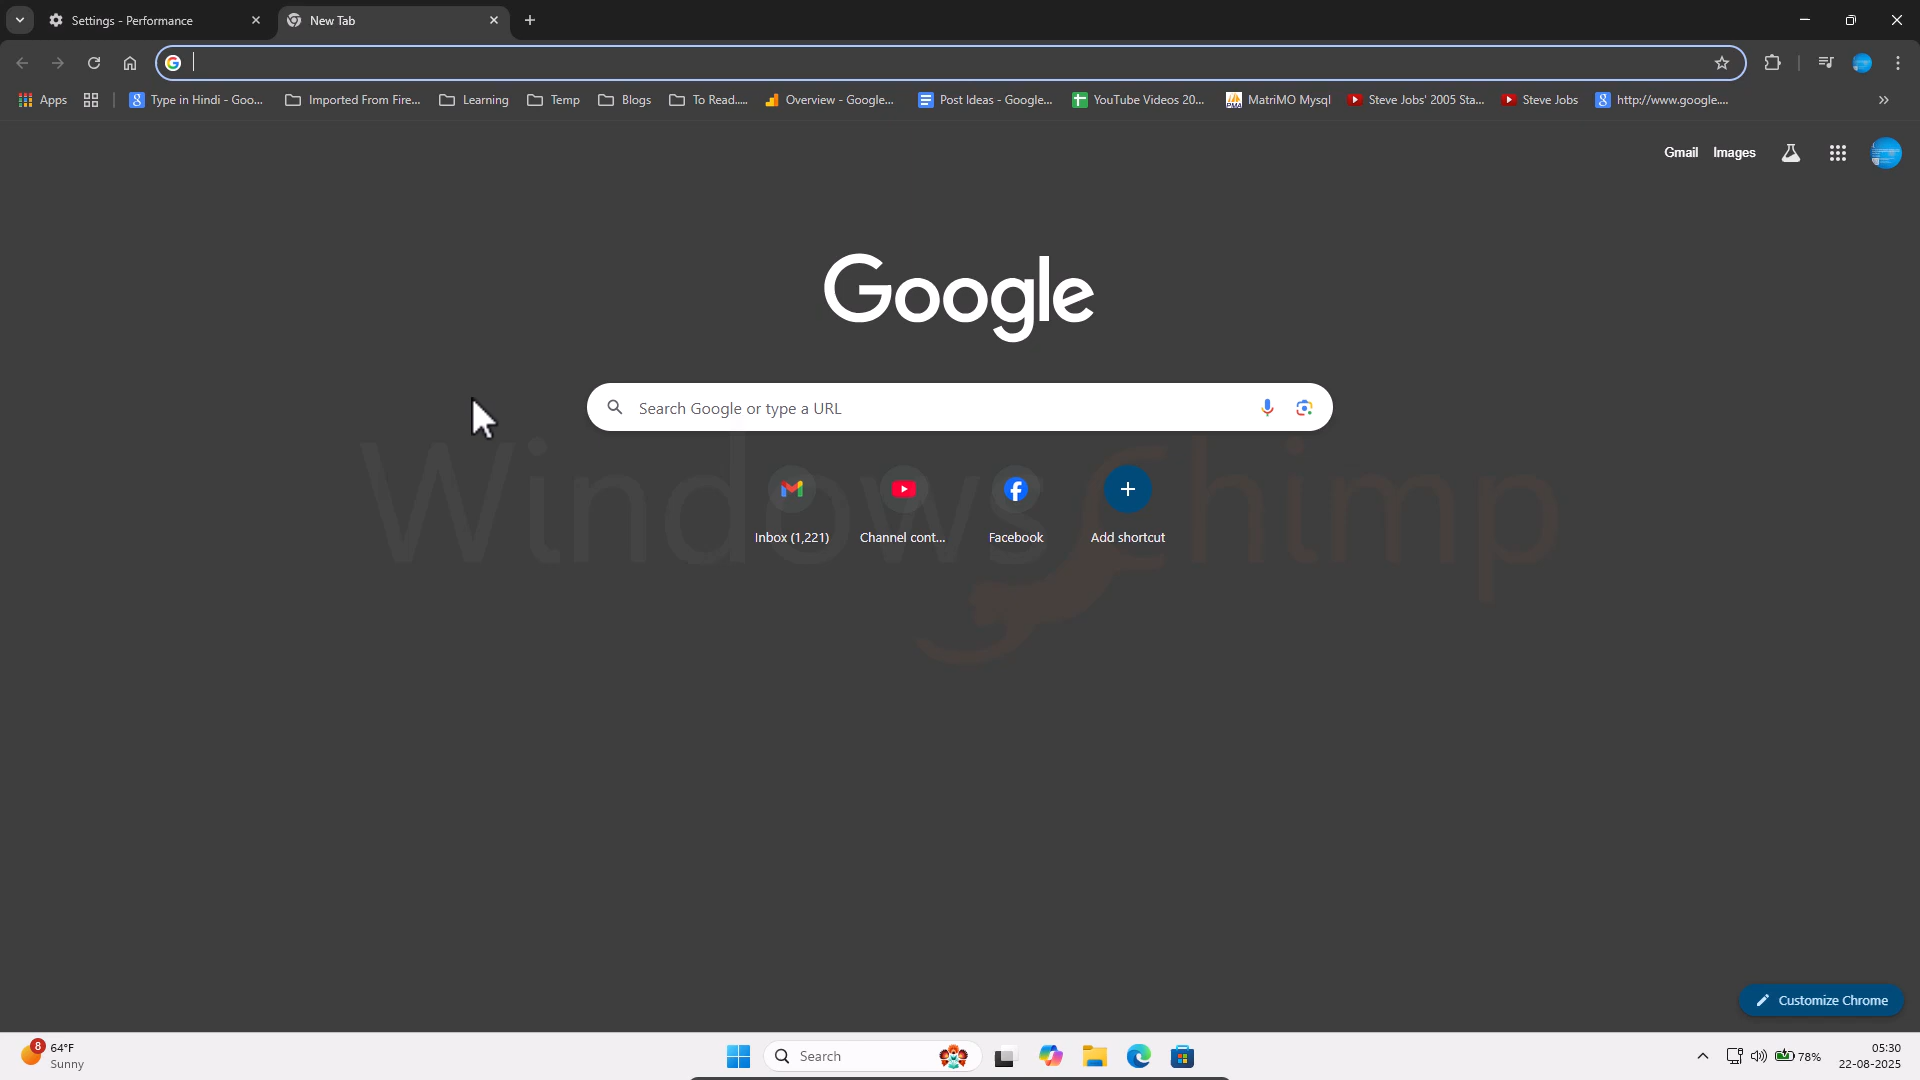 Settings - Performance
New Tab
Apps
Type in Hindi - Goo...
Imported From Fire...
Learning
Temp
Blogs
To Read.....
Overview - Google...
Post Ideas - Google...
YouTube Videos 20...
MatriMO Mysql
Steve Jobs' 2005 Sta...
Steve Jobs
http://www.google....
Gmail
Images
Google
Search Google or type a URL
WindowsChimp
Inbox (1,221)
Channel cont...
Facebook
Add shortcut
Customize Chrome
8
64°F
Sunny
Search
78%
05:30
22-08-2025